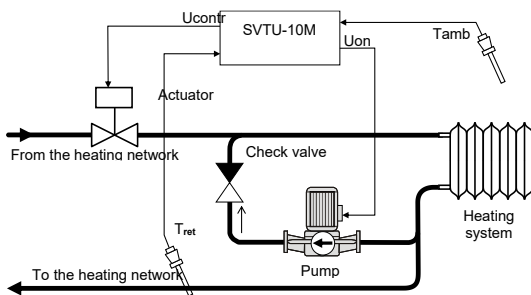 Ucontr
SVTU-10M
Uon
Tamb
Actuator
From the heating network
Check valve
Heating
system
Tret
Pump
To the heating network